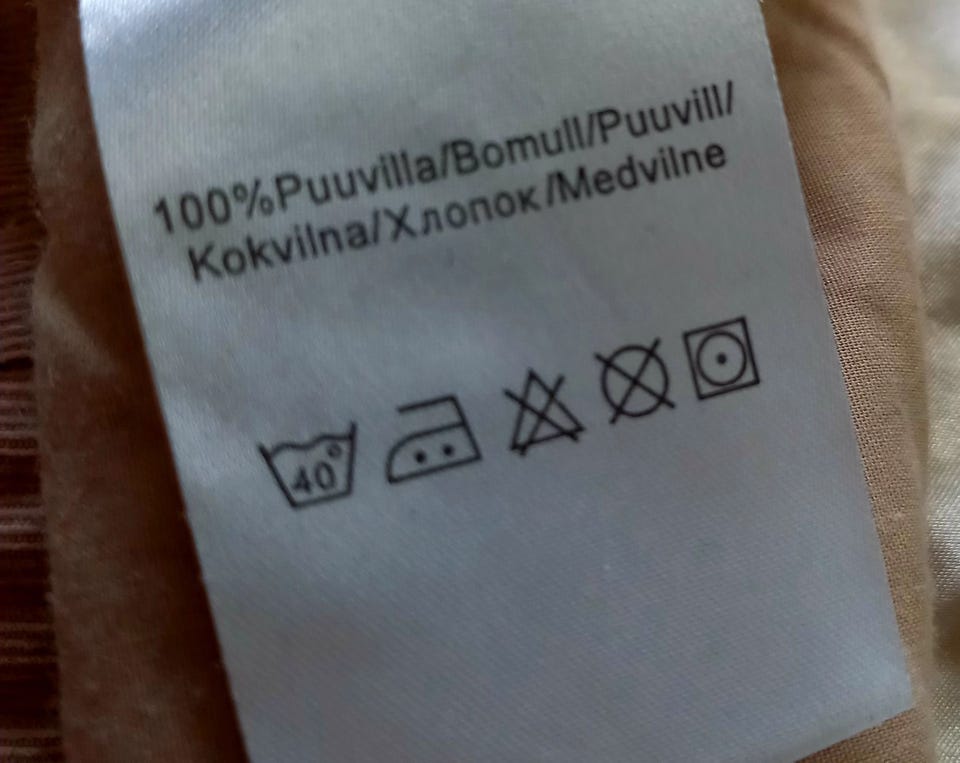 100%Puuvilla/Bomull/Puuvill/
Kokvilna/Хлопок/Medvilne
40°